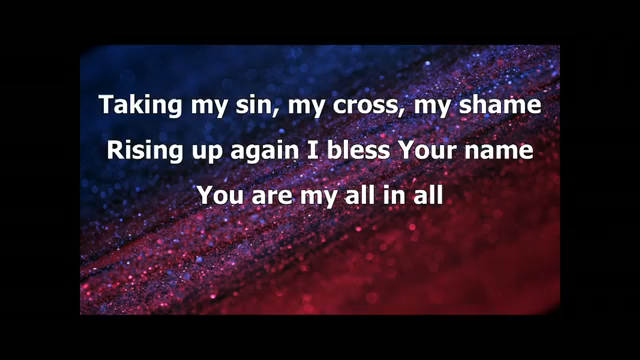 Taking my sin, my cross, my shame
Rising up again I bless Your name
You are my all in all